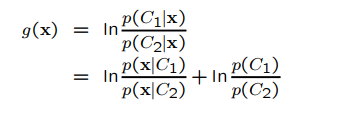 g(x) = ln p(C₁|x) / p(C₂|x)
= ln p(x|C₁) / p(x|C₂) + ln p(C₁) / p(C₂)